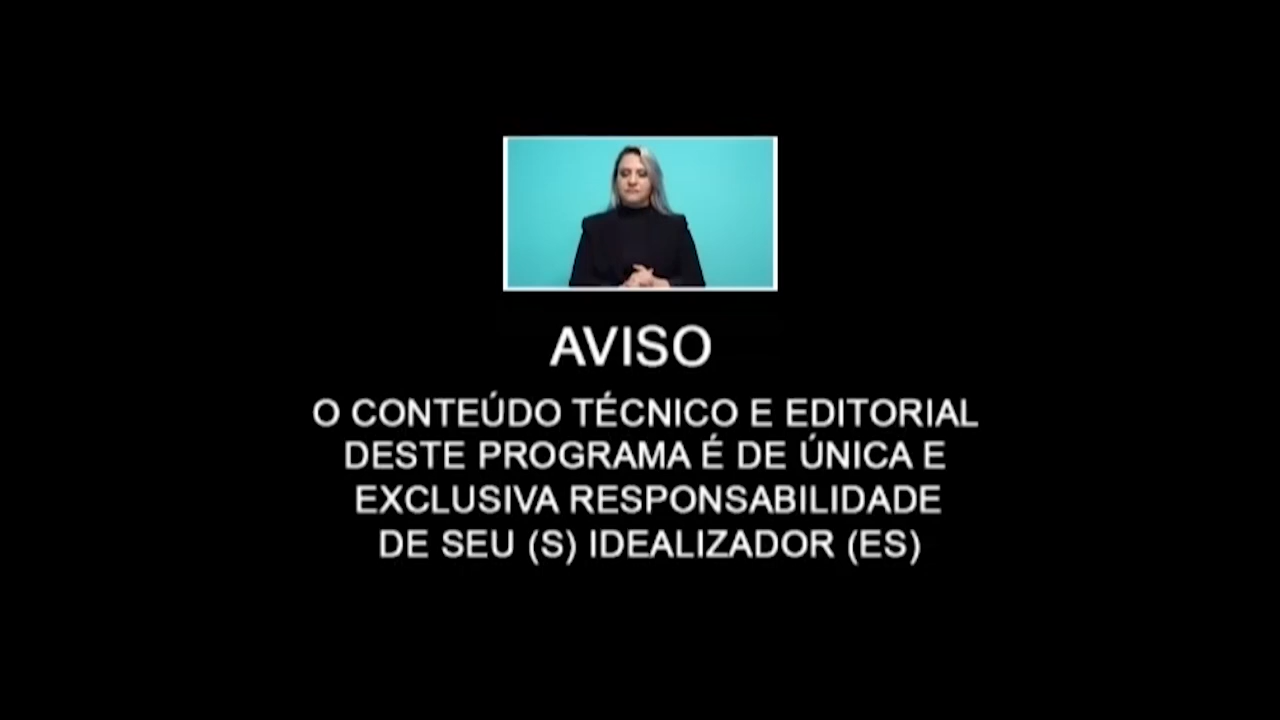 AVISO
O CONTEÚDO TÉCNICO E EDITORIAL
DESTE PROGRAMA É DE ÚNICA E
EXCLUSIVA RESPONSABILIDADE
DE SEU (S) IDEALIZADOR (ES)